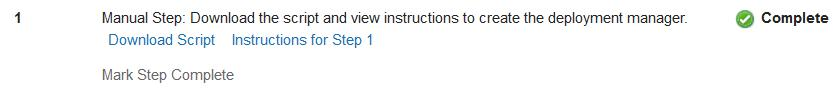 1 Manual Step: Download the script and view instructions to create the deployment manager. Complete
Download Script Instructions for Step 1
Mark Step Complete